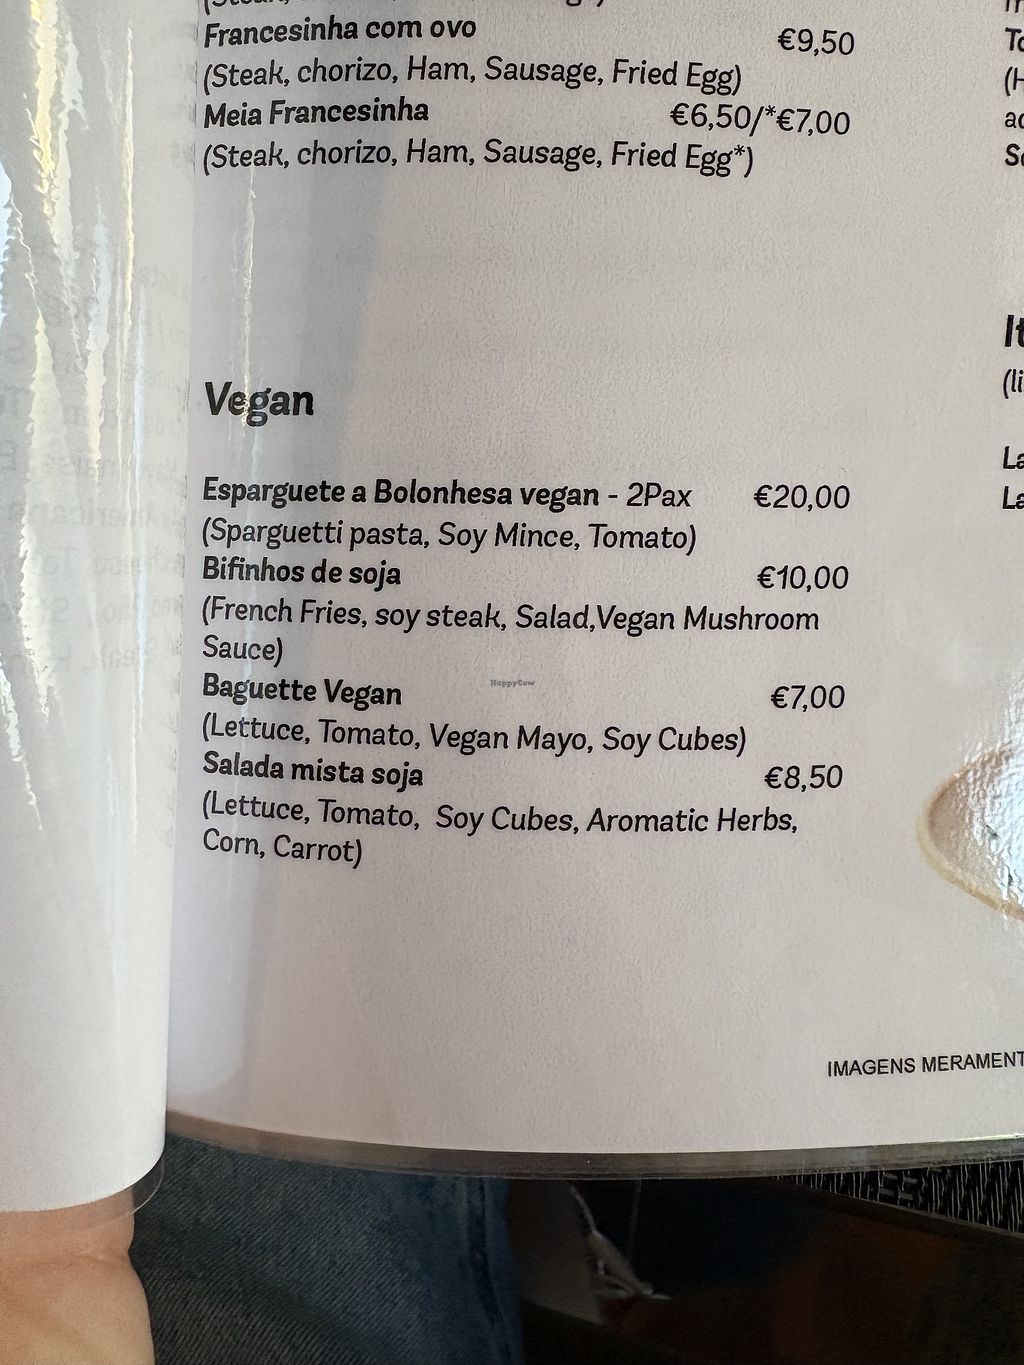 Francesinha com ovo €9,50
(Steak, chorizo, Ham, Sausage, Fried Egg)
Meia Francesinha €6,50/*€7,00
(Steak, chorizo, Ham, Sausage, Fried Egg*)
Vegan
Esparguete a Bolonhesa vegan - 2Pax €20,00
(Sparguetti pasta, Soy Mince, Tomato)
Bifinhos de soja €10,00
(French Fries, soy steak, Salad,Vegan Mushroom
Sauce)
Baguette Vegan €7,00
(Lettuce, Tomato, Vegan Mayo, Soy Cubes)
Salada mista soja €8,50
(Lettuce, Tomato, Soy Cubes, Aromatic Herbs,
Corn, Carrot)
HappyCow
IMAGENS